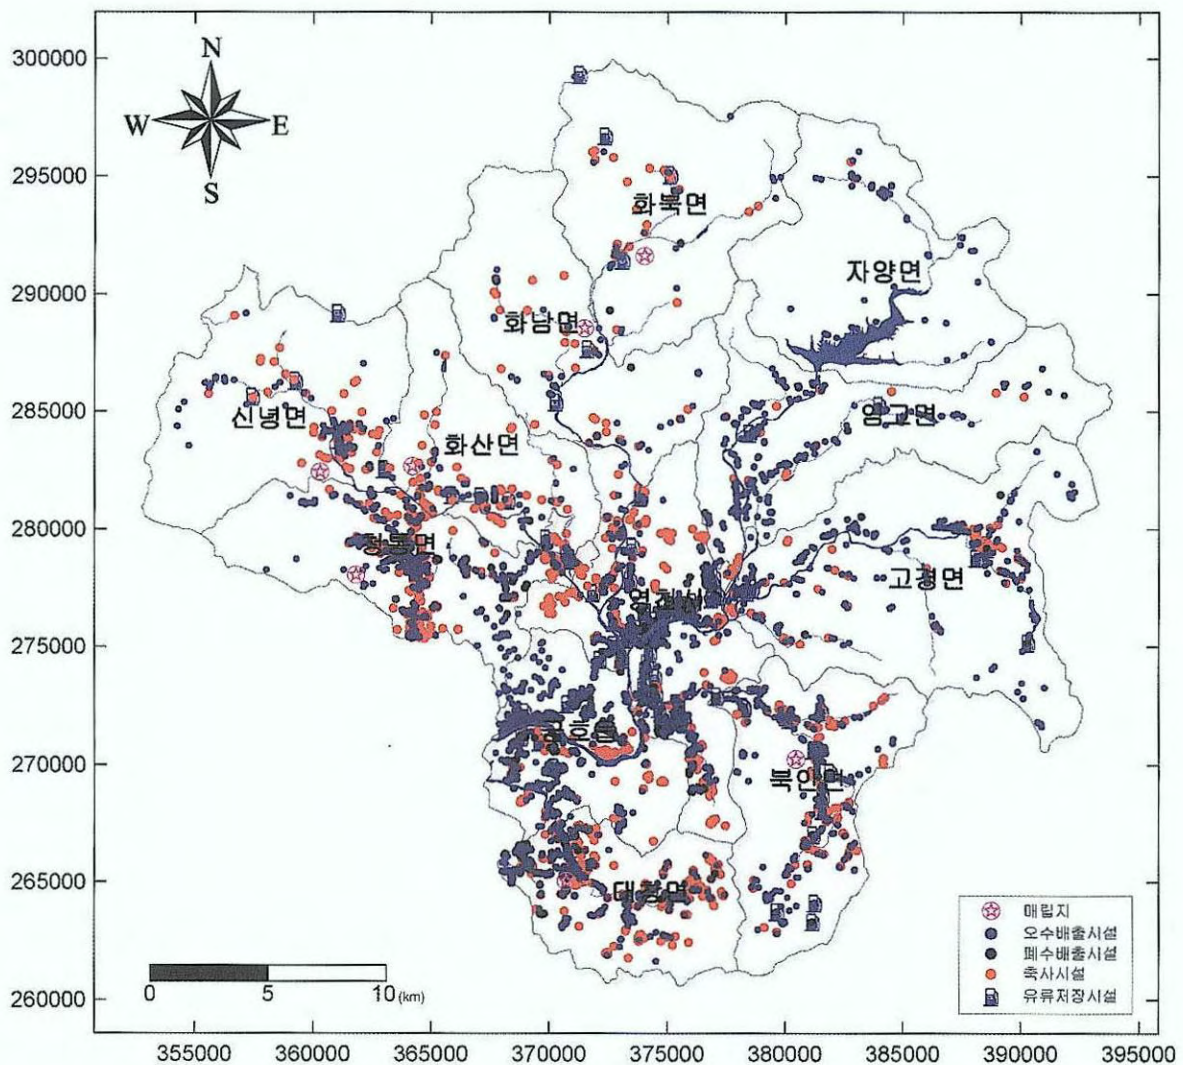 300000
295000
290000
285000
280000
275000
270000
265000
260000
N
W
E
S
화북면
자양면
화남면
신녕면
화산면
임고면
청통면
고경면
영천시
금호읍
북안면
대창면
매립지
오수배출시설
폐수배출시설
축사시설
유류저장시설
0 5 10 (km)
355000 360000 365000 370000 375000 380000 385000 390000 395000